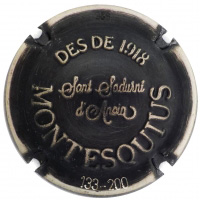 DES DE 1918
Sant Sadurní
d'Anoia
MONTESQUIUS
133-200